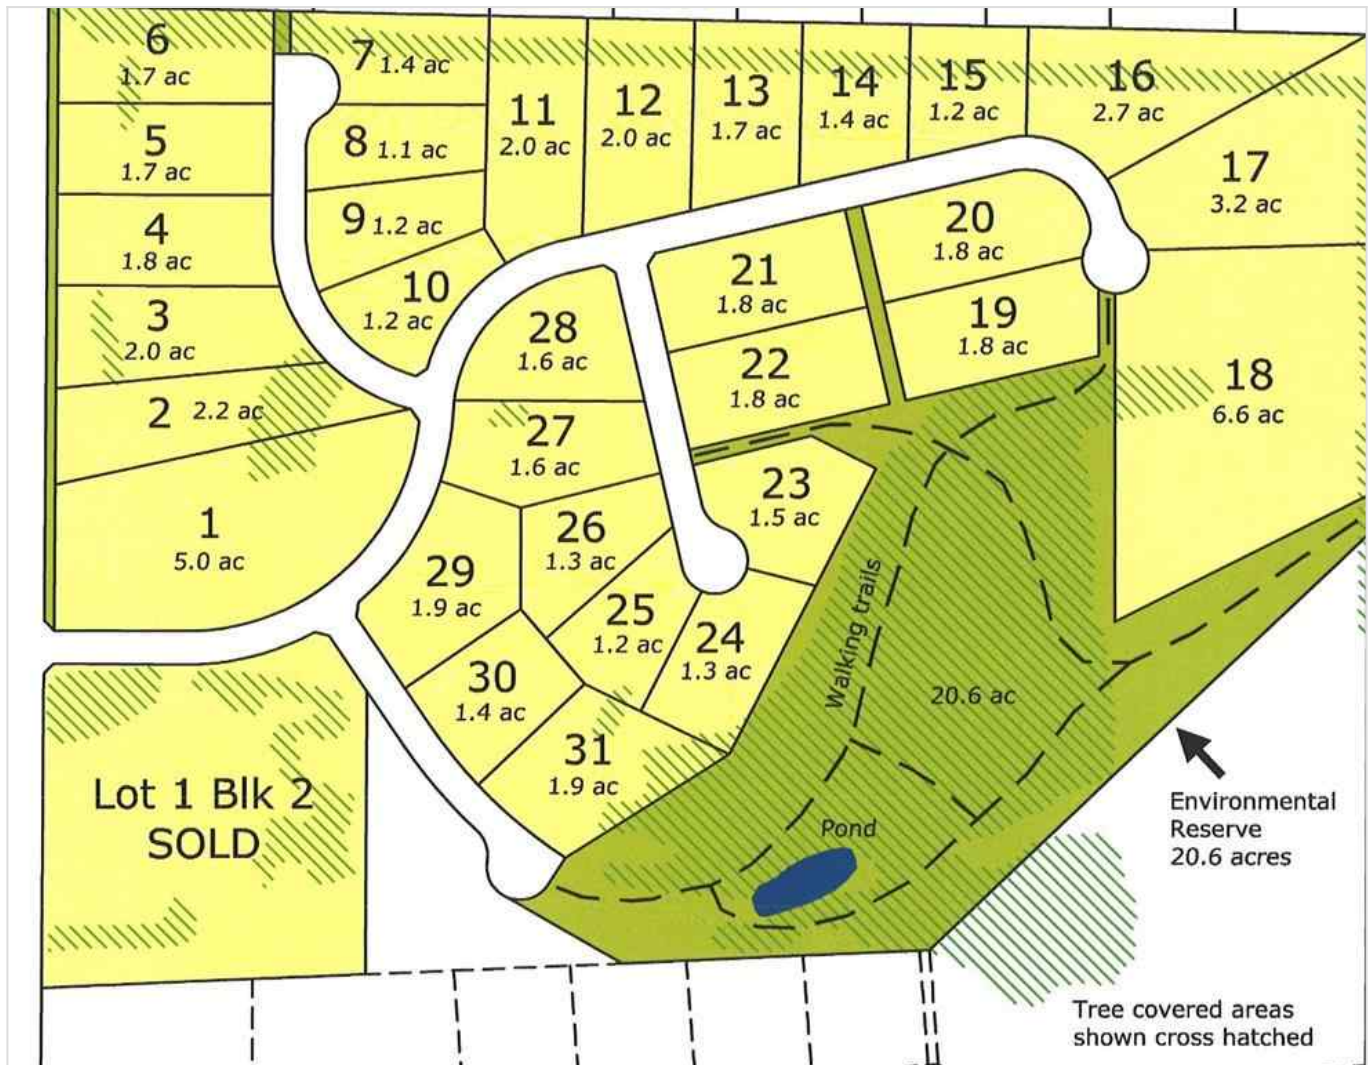 6
1.7 ac
7 1.4 ac
5
1.7 ac
8 1.1 ac
11
2.0 ac
12
2.0 ac
13
1.7 ac
14
1.4 ac
15
1.2 ac
16
2.7 ac
17
3.2 ac
4
1.8 ac
9 1.2 ac
10
1.2 ac
20
1.8 ac
21
1.8 ac
3
2.0 ac
28
1.6 ac
19
1.8 ac
22
1.8 ac
18
6.6 ac
2 2.2 ac
27
1.6 ac
23
1.5 ac
1
5.0 ac
26
1.3 ac
29
1.9 ac
25
1.2 ac
24
1.3 ac
30
1.4 ac
31
1.9 ac
Walking trails
20.6 ac
Lot 1 Blk 2
SOLD
Pond
Environmental
Reserve
20.6 acres
Tree covered areas
shown cross hatched